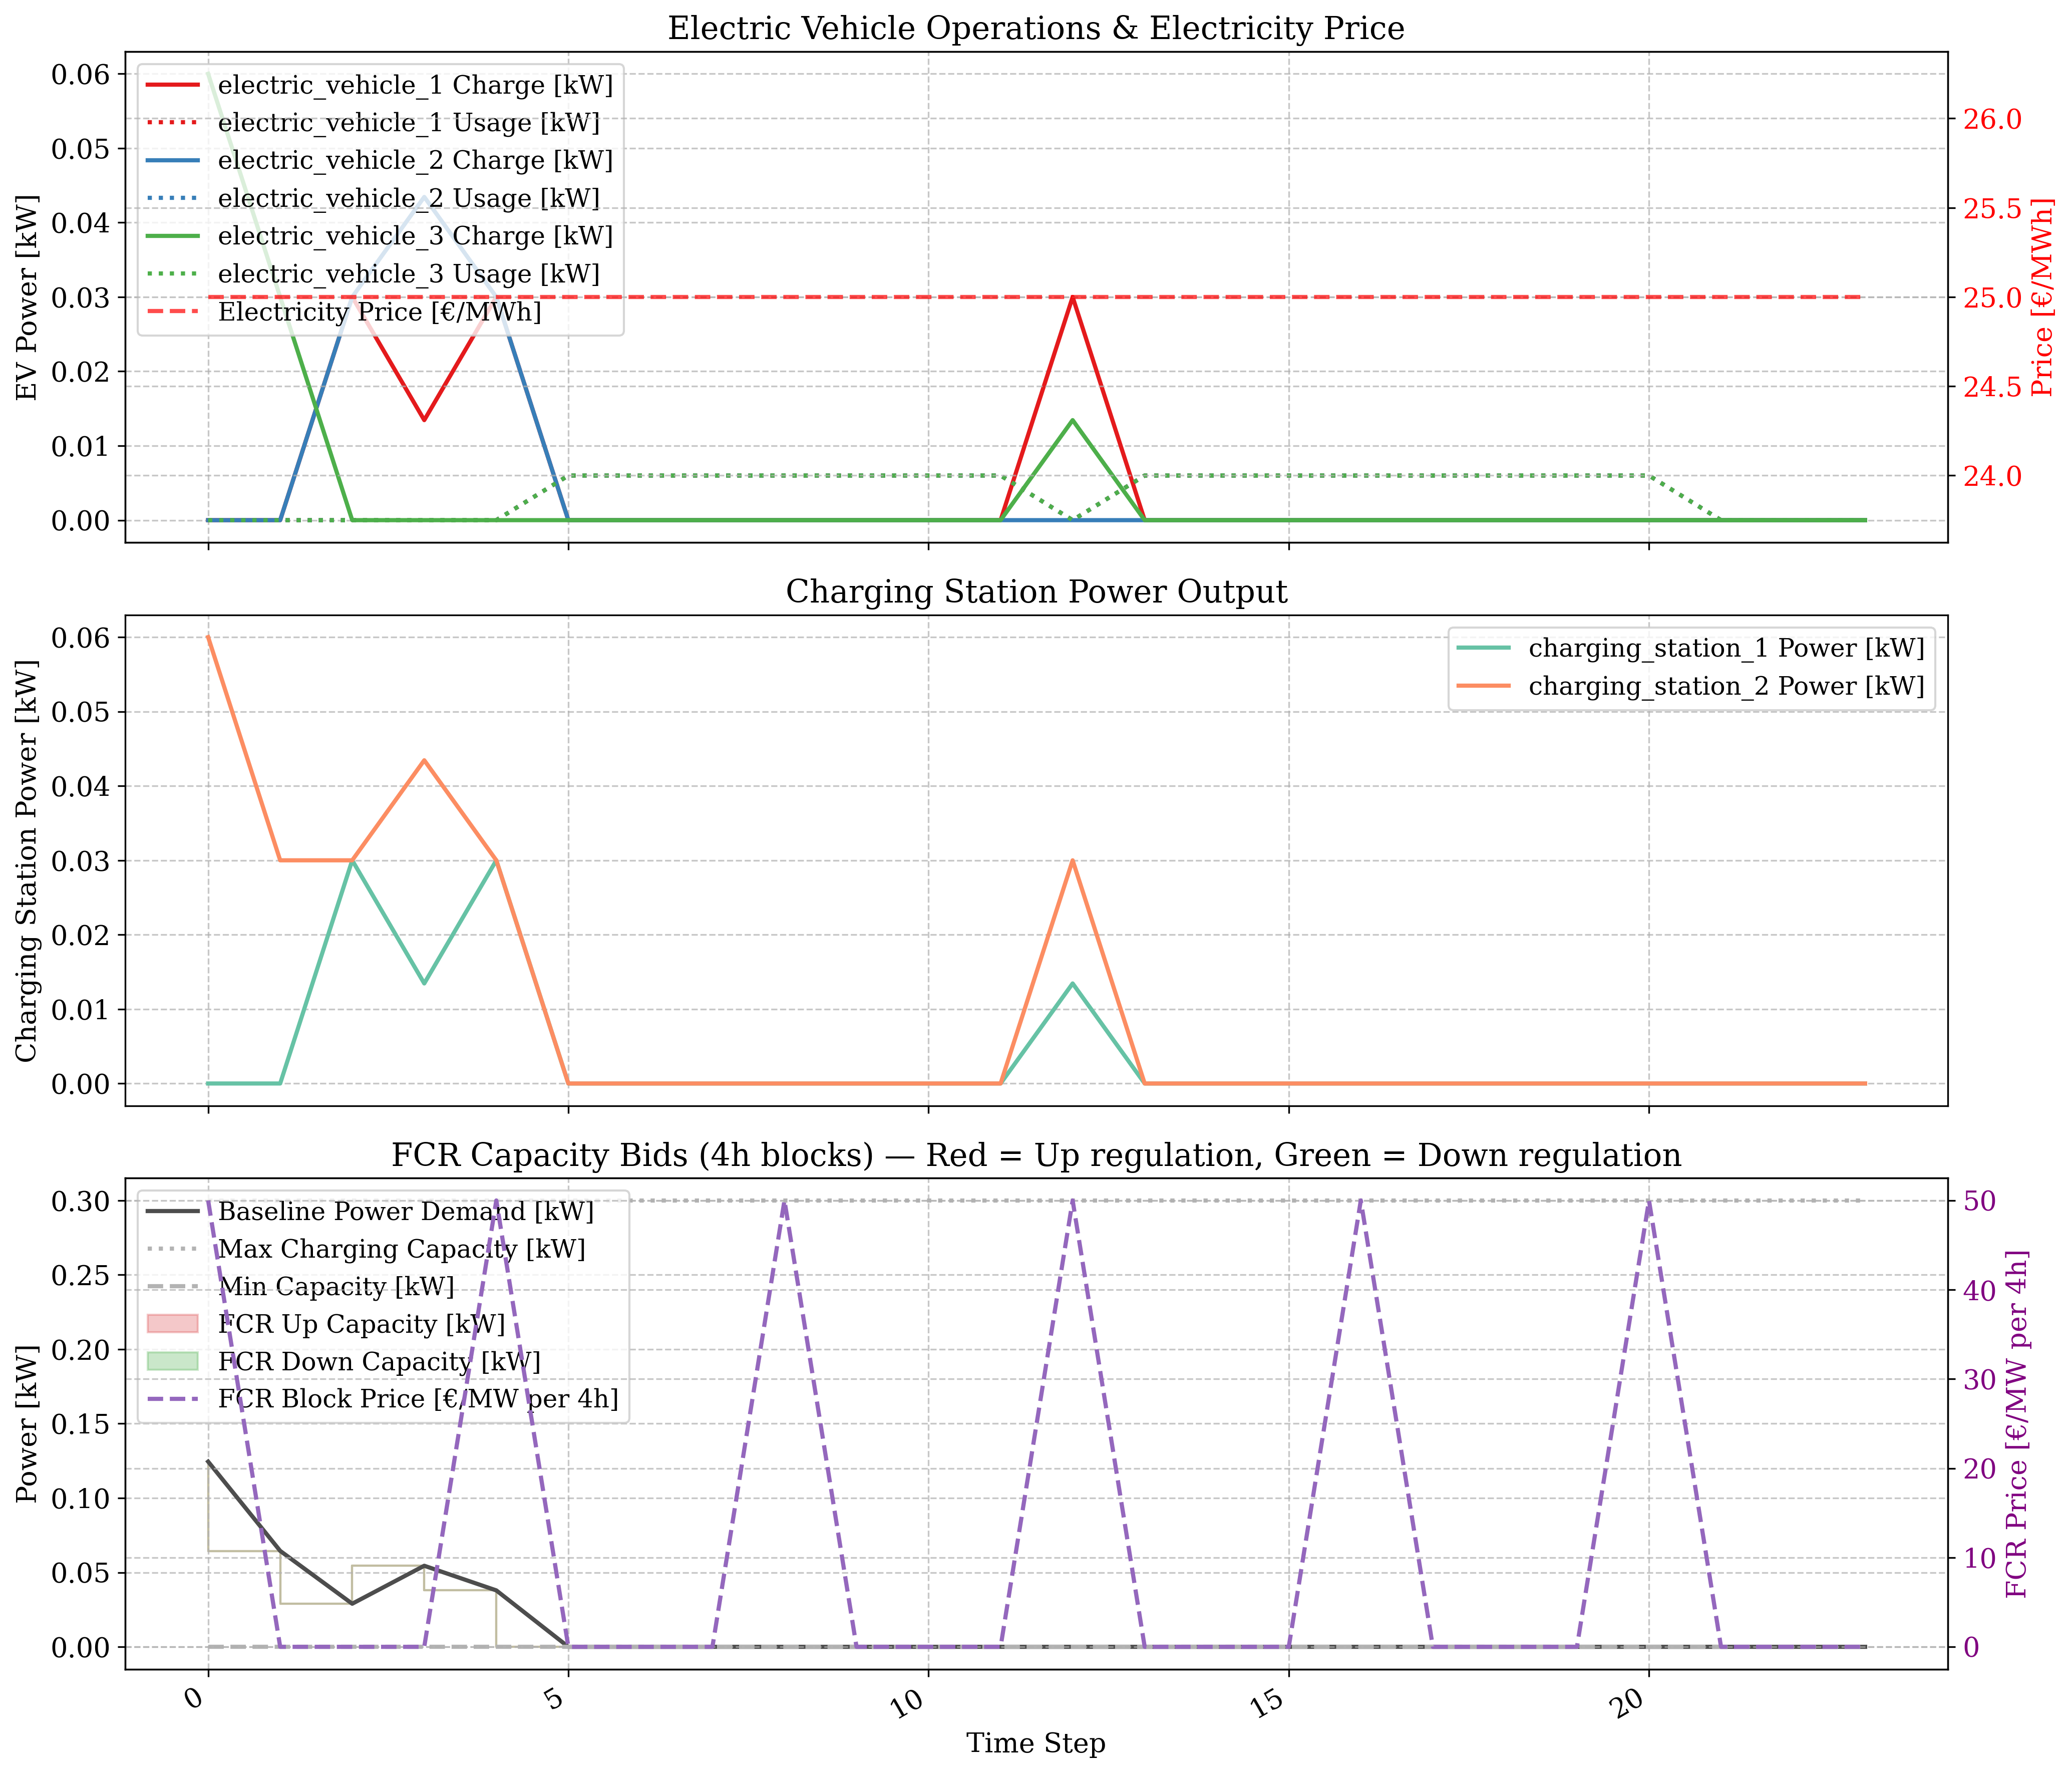 Electric Vehicle Operations & Electricity Price
0.06
0.05
0.04
0.03
0.02
0.01
0.00
EV Power [kW]
electric_vehicle_1 Charge [kW]
electric_vehicle_1 Usage [kW]
electric_vehicle_2 Charge [kW]
electric_vehicle_2 Usage [kW]
electric_vehicle_3 Charge [kW]
electric_vehicle_3 Usage [kW]
Electricity Price [€/MWh]
26.0
25.5
25.0
24.5
24.0
Price [€/MWh]
Charging Station Power Output
0.06
0.05
0.04
0.03
0.02
0.01
0.00
Charging Station Power [kW]
charging_station_1 Power [kW]
charging_station_2 Power [kW]
FCR Capacity Bids (4h blocks) — Red = Up regulation, Green = Down regulation
0.30
0.25
0.20
0.15
0.10
0.05
0.00
Power [kW]
Baseline Power Demand [kW]
Max Charging Capacity [kW]
Min Capacity [kW]
FCR Up Capacity [kW]
FCR Down Capacity [kW]
FCR Block Price [€/MW per 4h]
50
40
30
20
10
0
FCR Price [€/MW per 4h]
0
5
10
15
20
Time Step